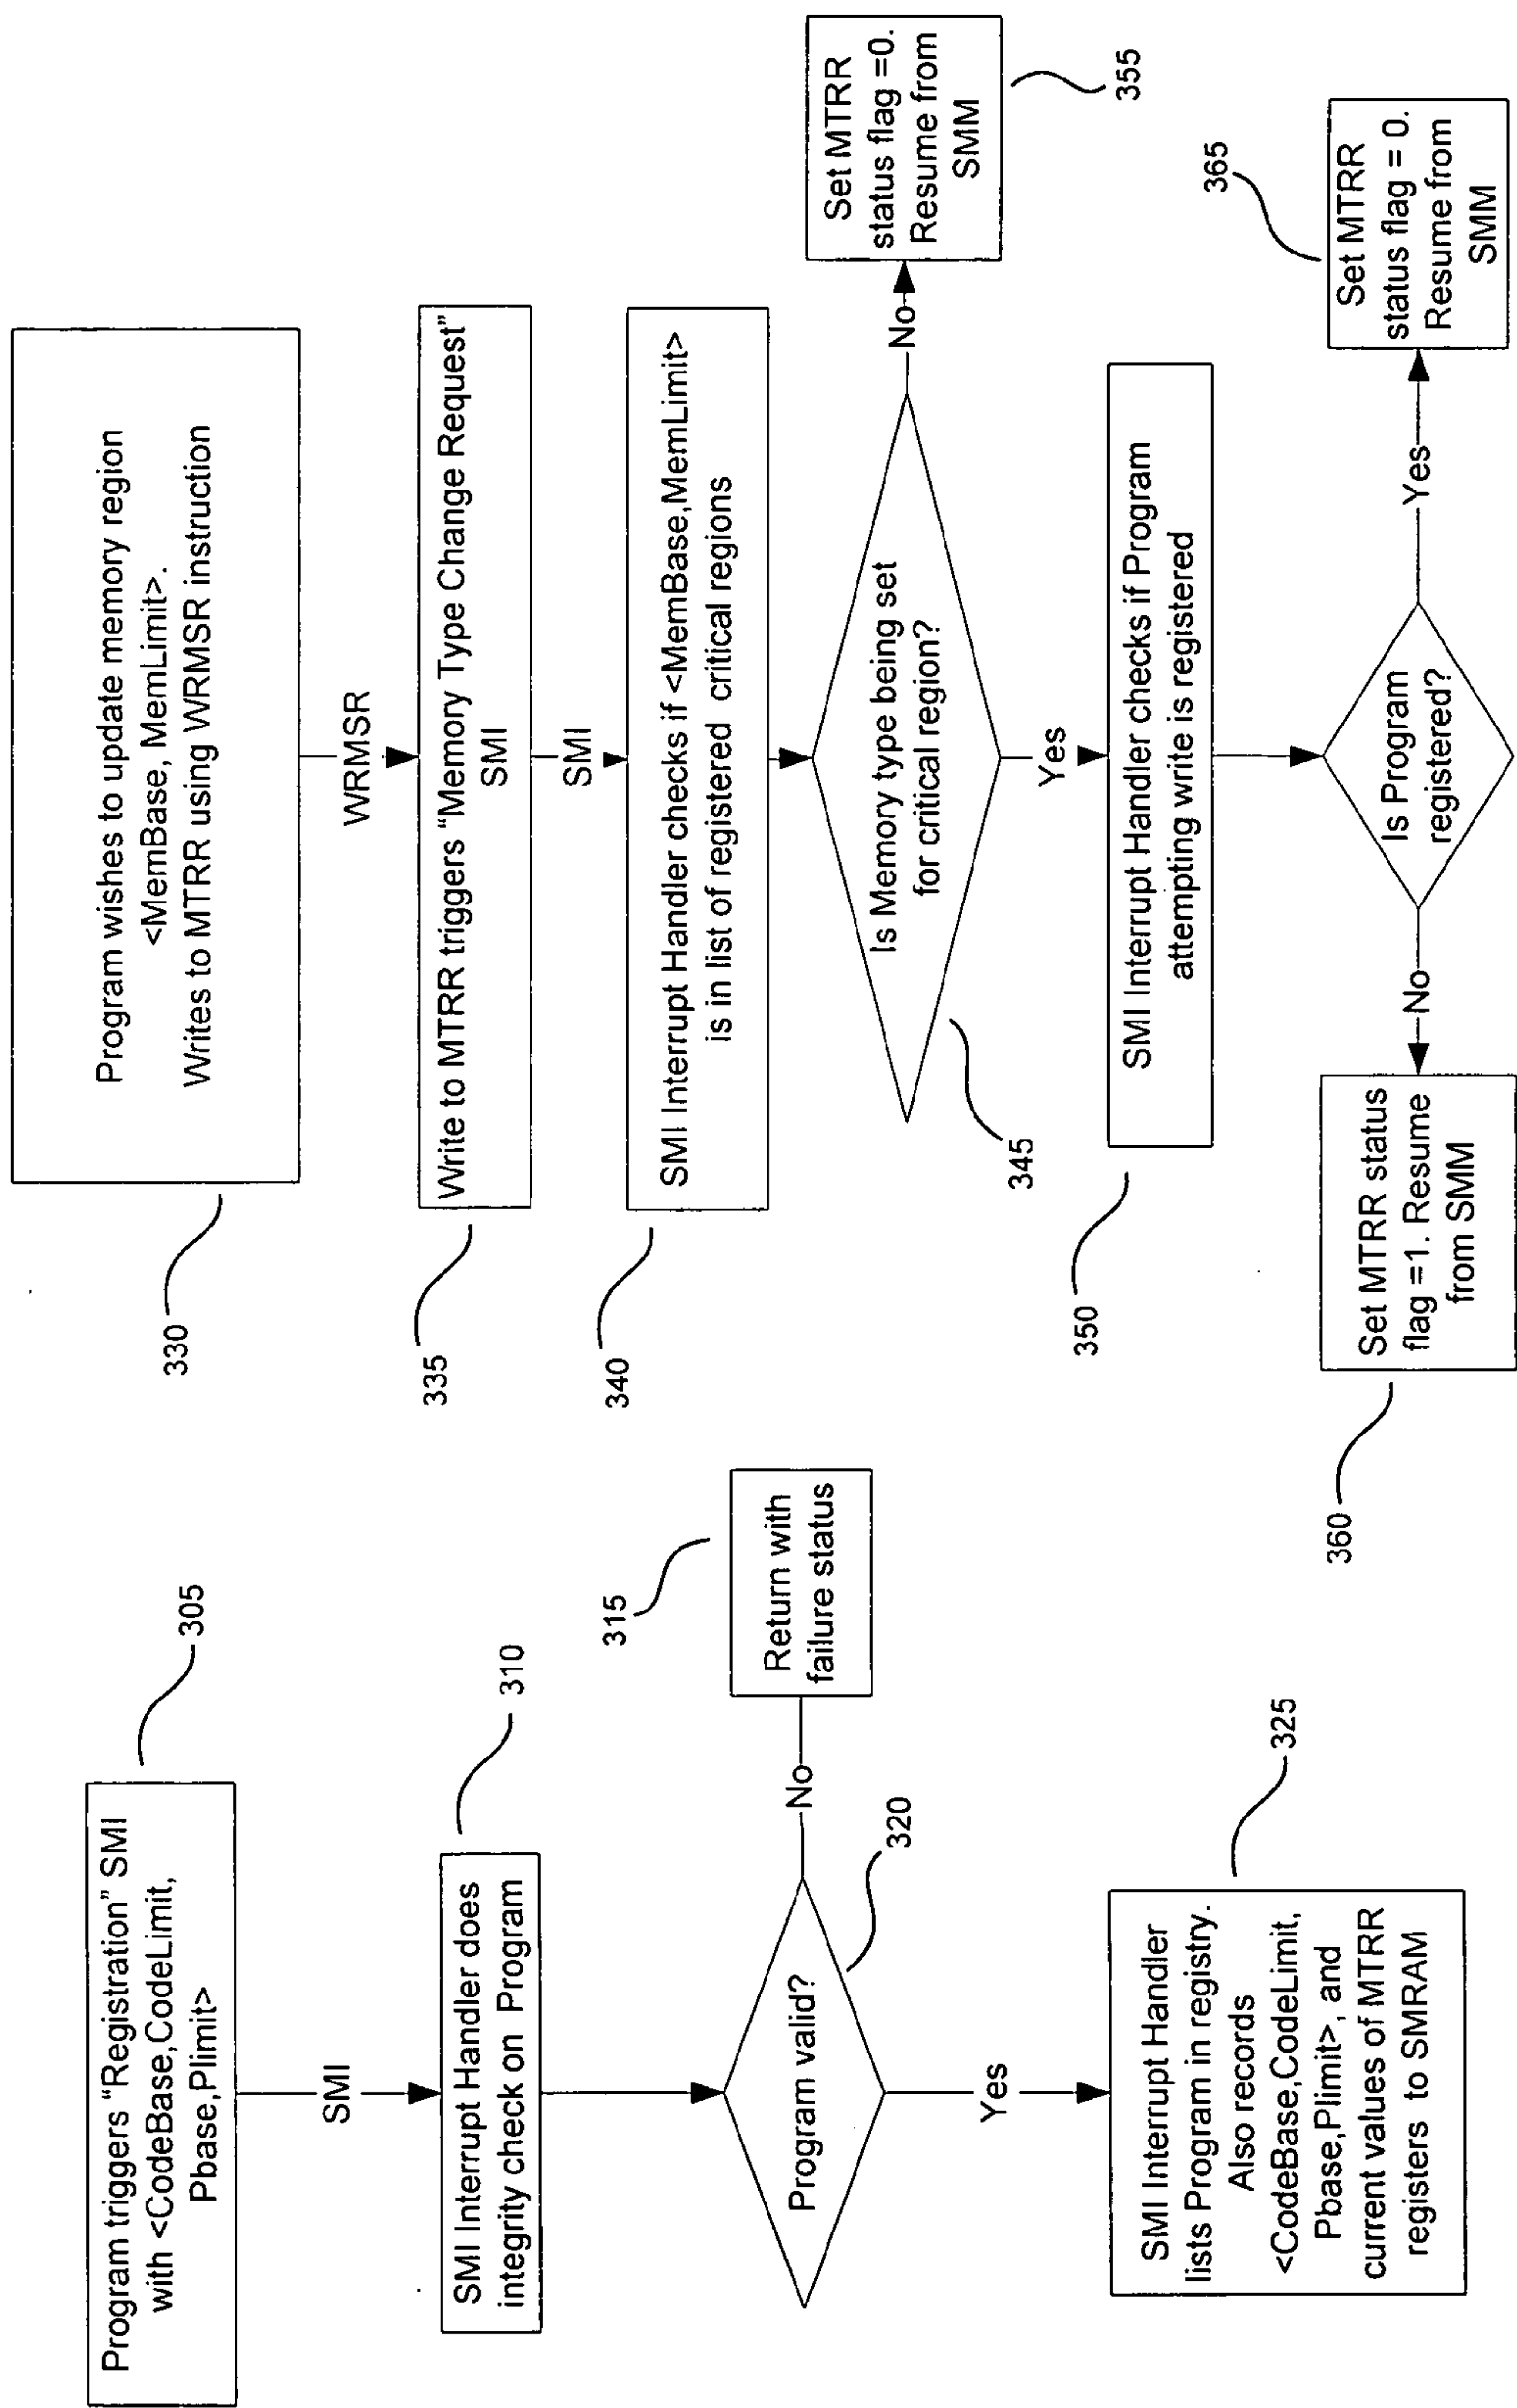 Program triggers “Registration” SMI
with <CodeBase,CodeLimit,
Pbase,Plimit>
305
SMI
SMI Interrupt Handler does
integrity check on Program
310
Program valid?
320
No
Return with
failure status
315
Yes
SMI Interrupt Handler
lists Program in registry.
Also records
<CodeBase,CodeLimit,
Pbase,Plimit>, and
current values of MTRR
registers to SMRAM
325
Program wishes to update memory region
<MemBase, MemLimit>.
Writes to MTRR using WRMSR instruction
330
WRMSR
Write to MTRR triggers “Memory Type Change Request”
SMI
335
SMI
SMI Interrupt Handler checks if <MemBase,MemLimit>
is in list of registered critical regions
340
Is Memory type being set
for critical region?
345
No
Set MTRR
status flag =0.
Resume from
SMM
355
Yes
SMI Interrupt Handler checks if Program
attempting write is registered
350
Is Program
registered?
No
Set MTRR status
flag =1. Resume
from SMM
360
Yes
Set MTRR
status flag = 0.
Resume from
SMM
365